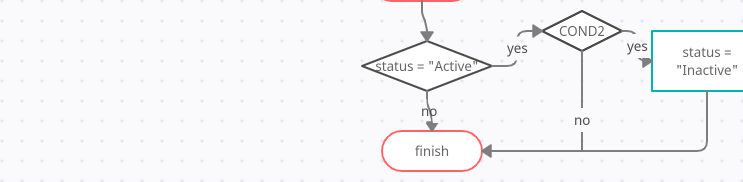 COND2
yes
yes
status =
"Inactive"
status = "Active"
no
no
finish